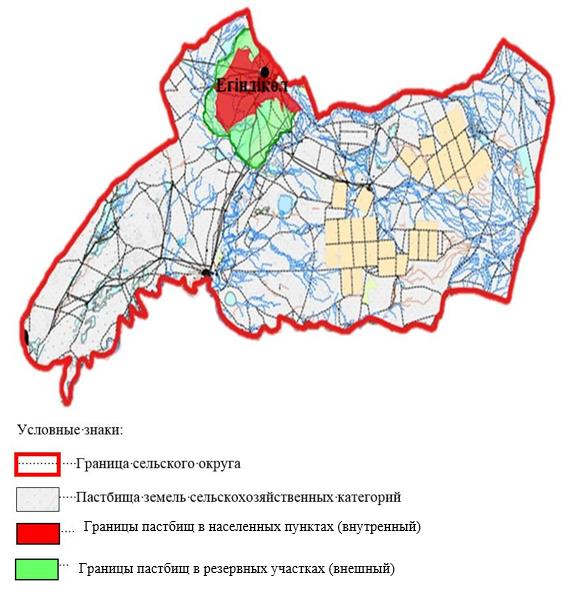 Егіндікөл
Условные знаки:
Граница сельского округа
Пастбища земель сельскохозяйственных категорий
Границы пастбищ в населенных пунктах (внутренный)
Границы пастбищ в резервных участках (внешный)